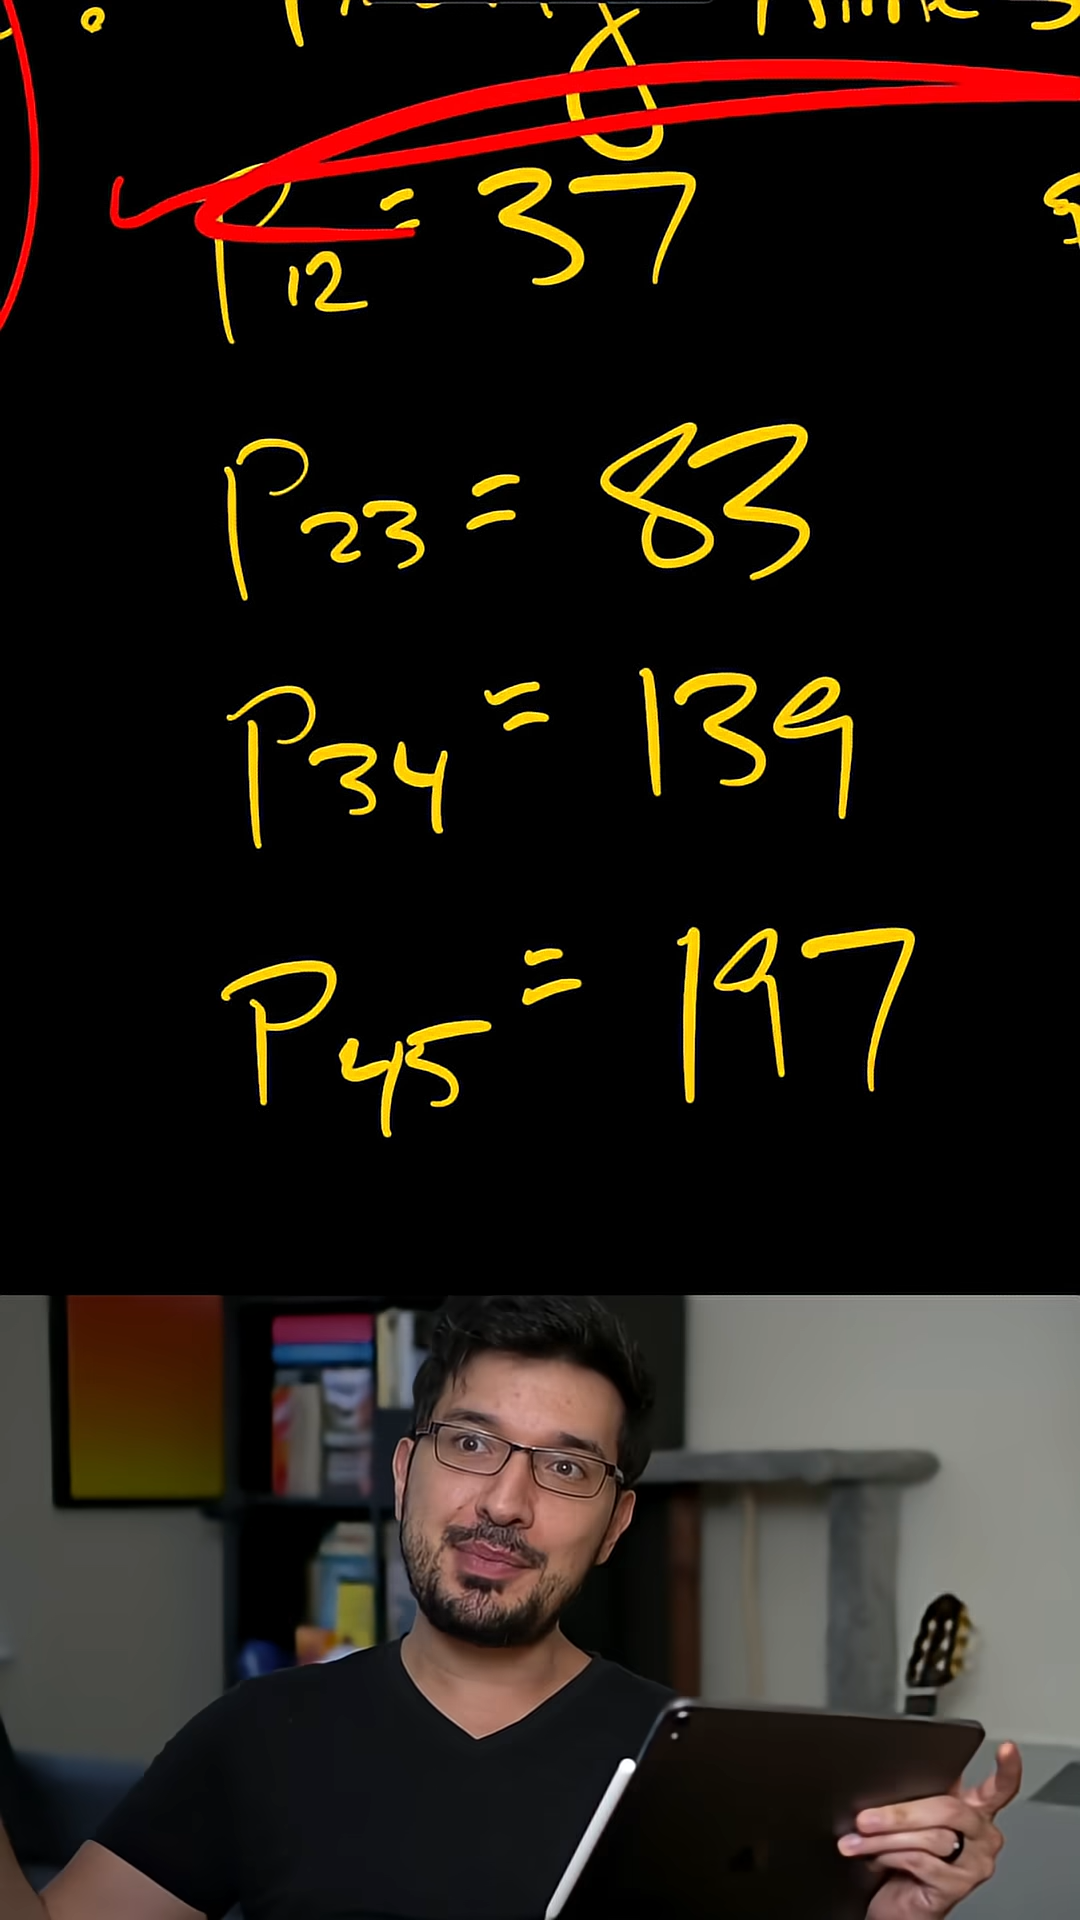 P12 = 37
P23 = 83
P34 = 139
P45 = 197